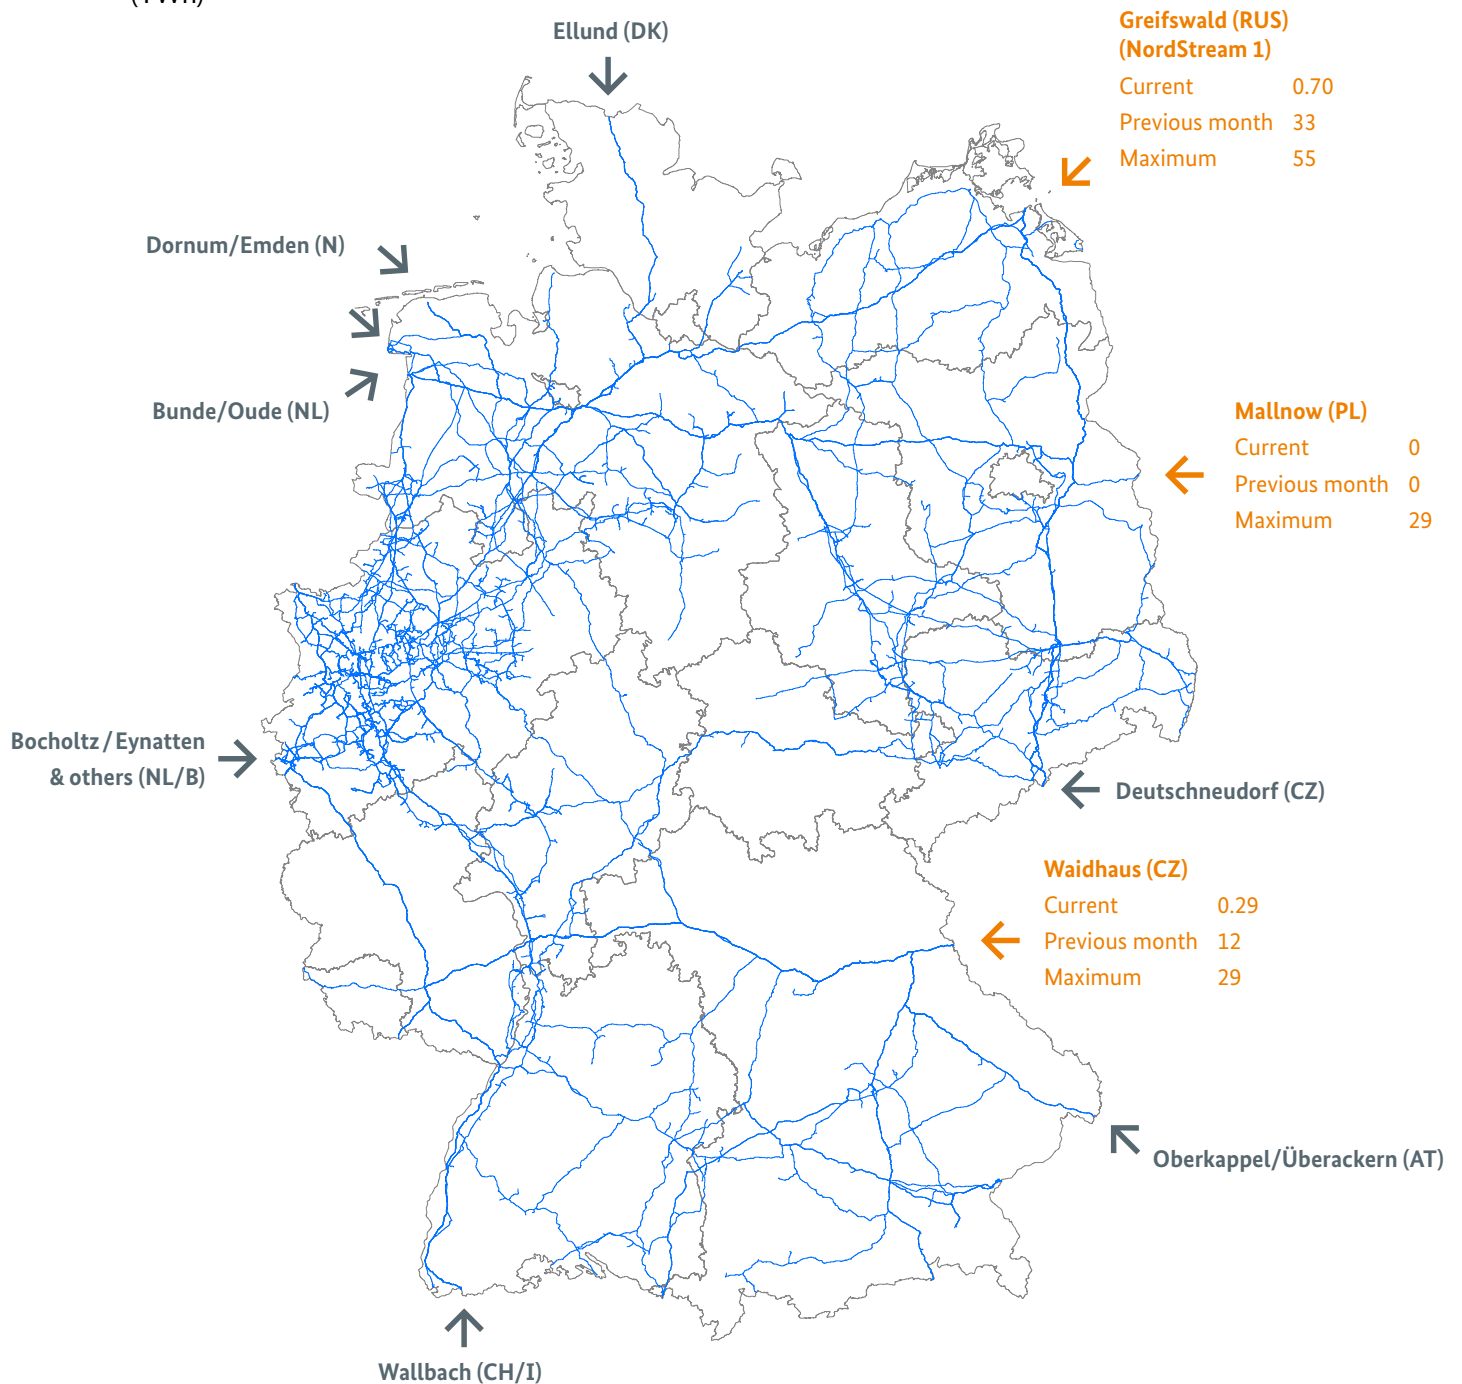 Ellund (DK)
Greifswald (RUS)
(NordStream 1)
Current 0.70
Previous month 33
Maximum 55
Dornum/Emden (N)
Bunde/Oude (NL)
Mallnow (PL)
Current 0
Previous month 0
Maximum 29
Bocholtz / Eynatten
& others (NL/B)
Deutschneudorf (CZ)
Waidhaus (CZ)
Current 0.29
Previous month 12
Maximum 29
Oberkappel/Überackern (AT)
Wallbach (CH/I)